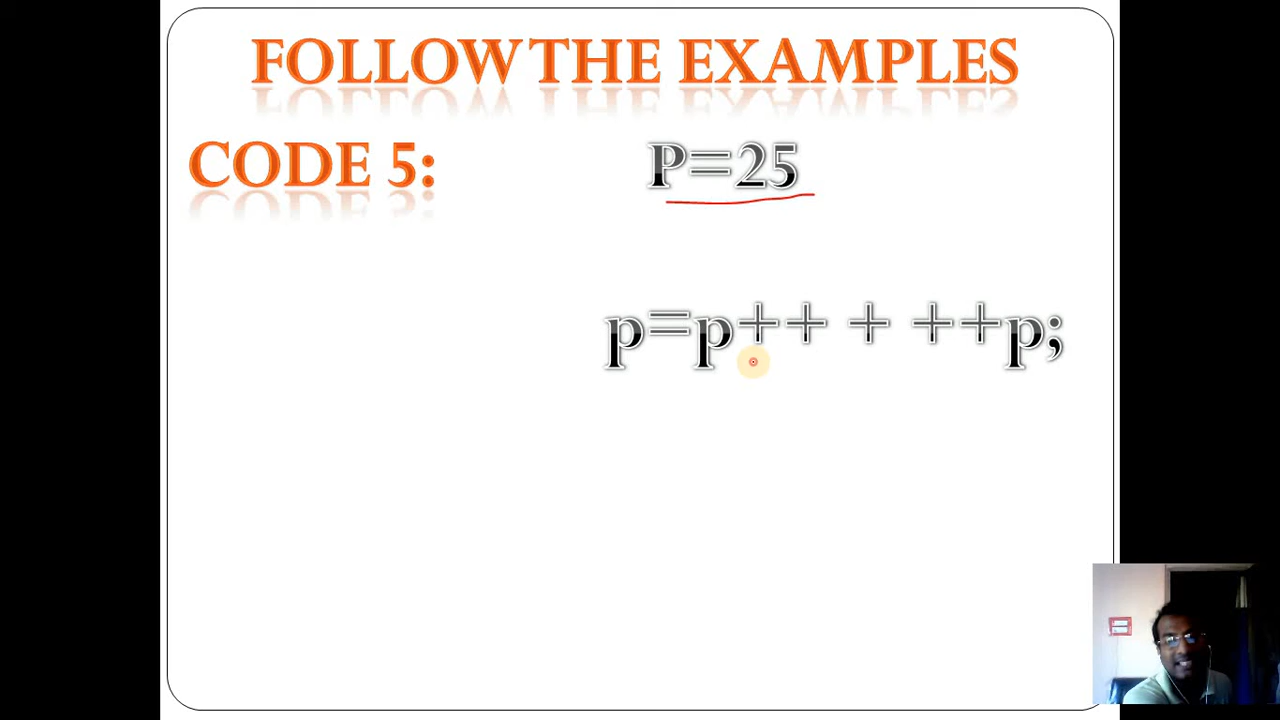 FOLLOW THE EXAMPLES
CODE 5: P=25
p=p++ + ++p;